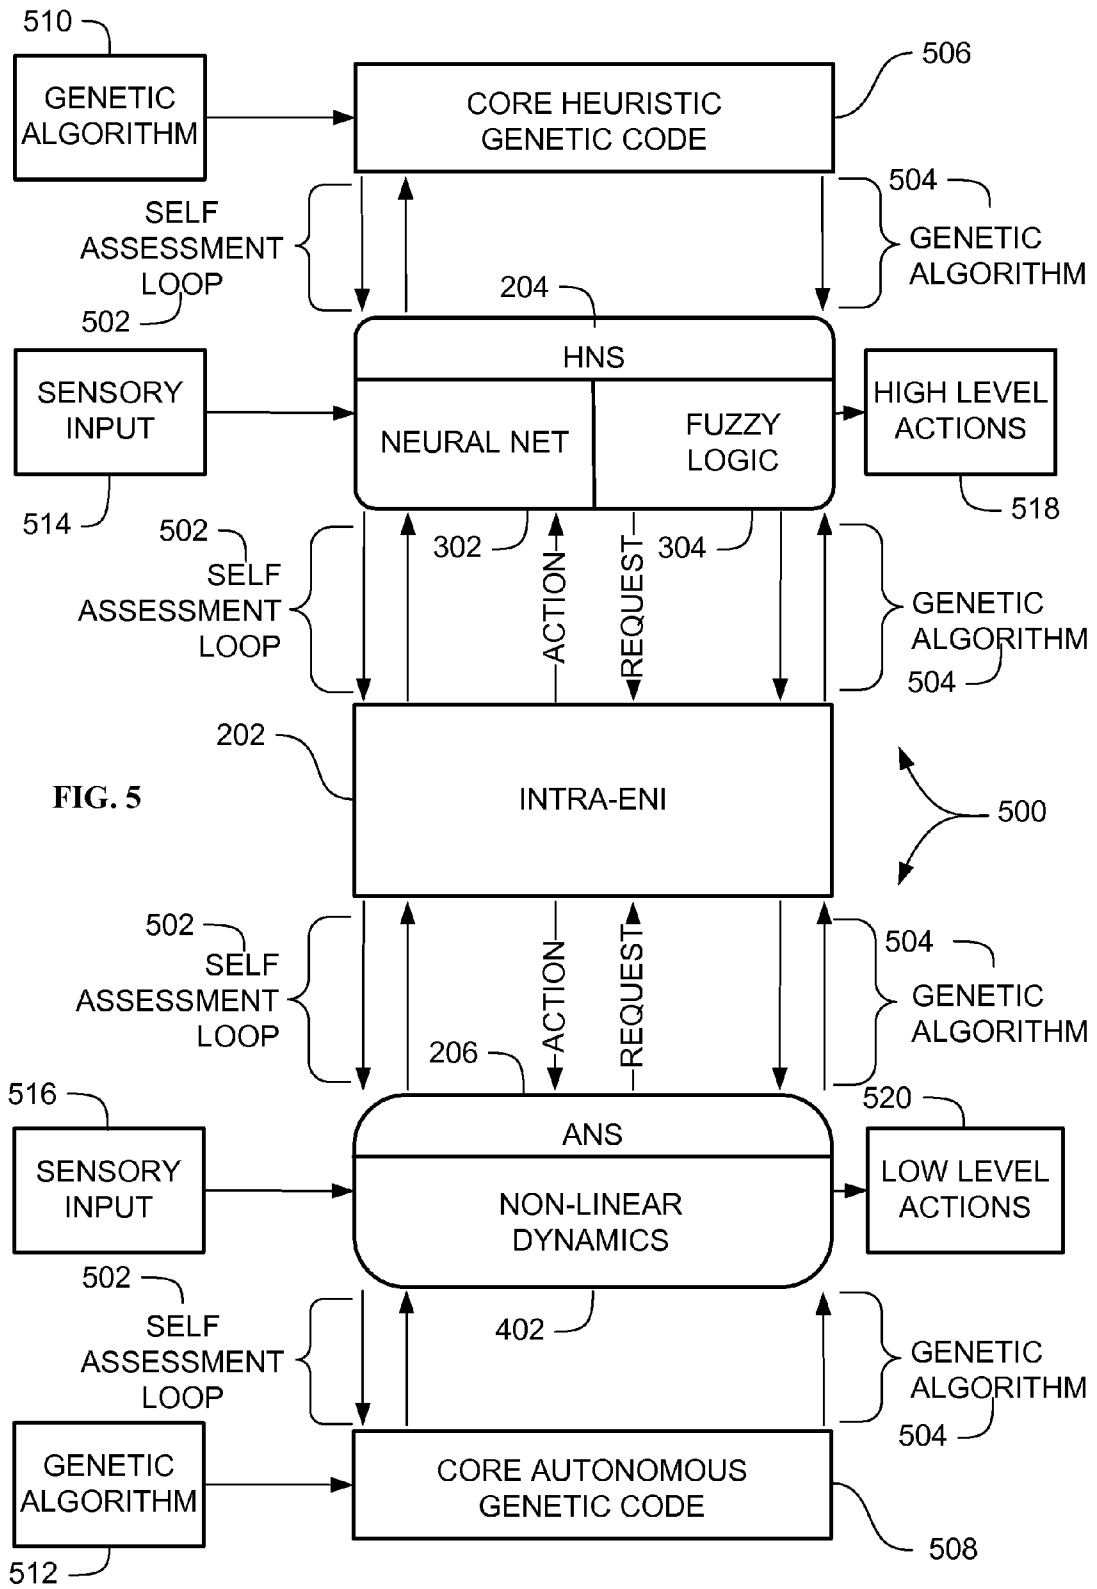 510
506
GENETIC
ALGORITHM
CORE HEURISTIC
GENETIC CODE
504
SELF
ASSESSMENT
LOOP
502
GENETIC
ALGORITHM
204
HNS
SENSORY
INPUT
NEURAL NET
FUZZY
LOGIC
HIGH LEVEL
ACTIONS
514
518
502
302
304
SELF
ASSESSMENT
LOOP
ACTION
REQUEST
GENETIC
ALGORITHM
504
202
INTRA-ENI
FIG. 5
500
502
SELF
ASSESSMENT
LOOP
ACTION
REQUEST
504
GENETIC
ALGORITHM
206
516
520
ANS
SENSORY
INPUT
NON-LINEAR
DYNAMICS
LOW LEVEL
ACTIONS
502
402
SELF
ASSESSMENT
LOOP
GENETIC
ALGORITHM
504
GENETIC
ALGORITHM
CORE AUTONOMOUS
GENETIC CODE
512
508